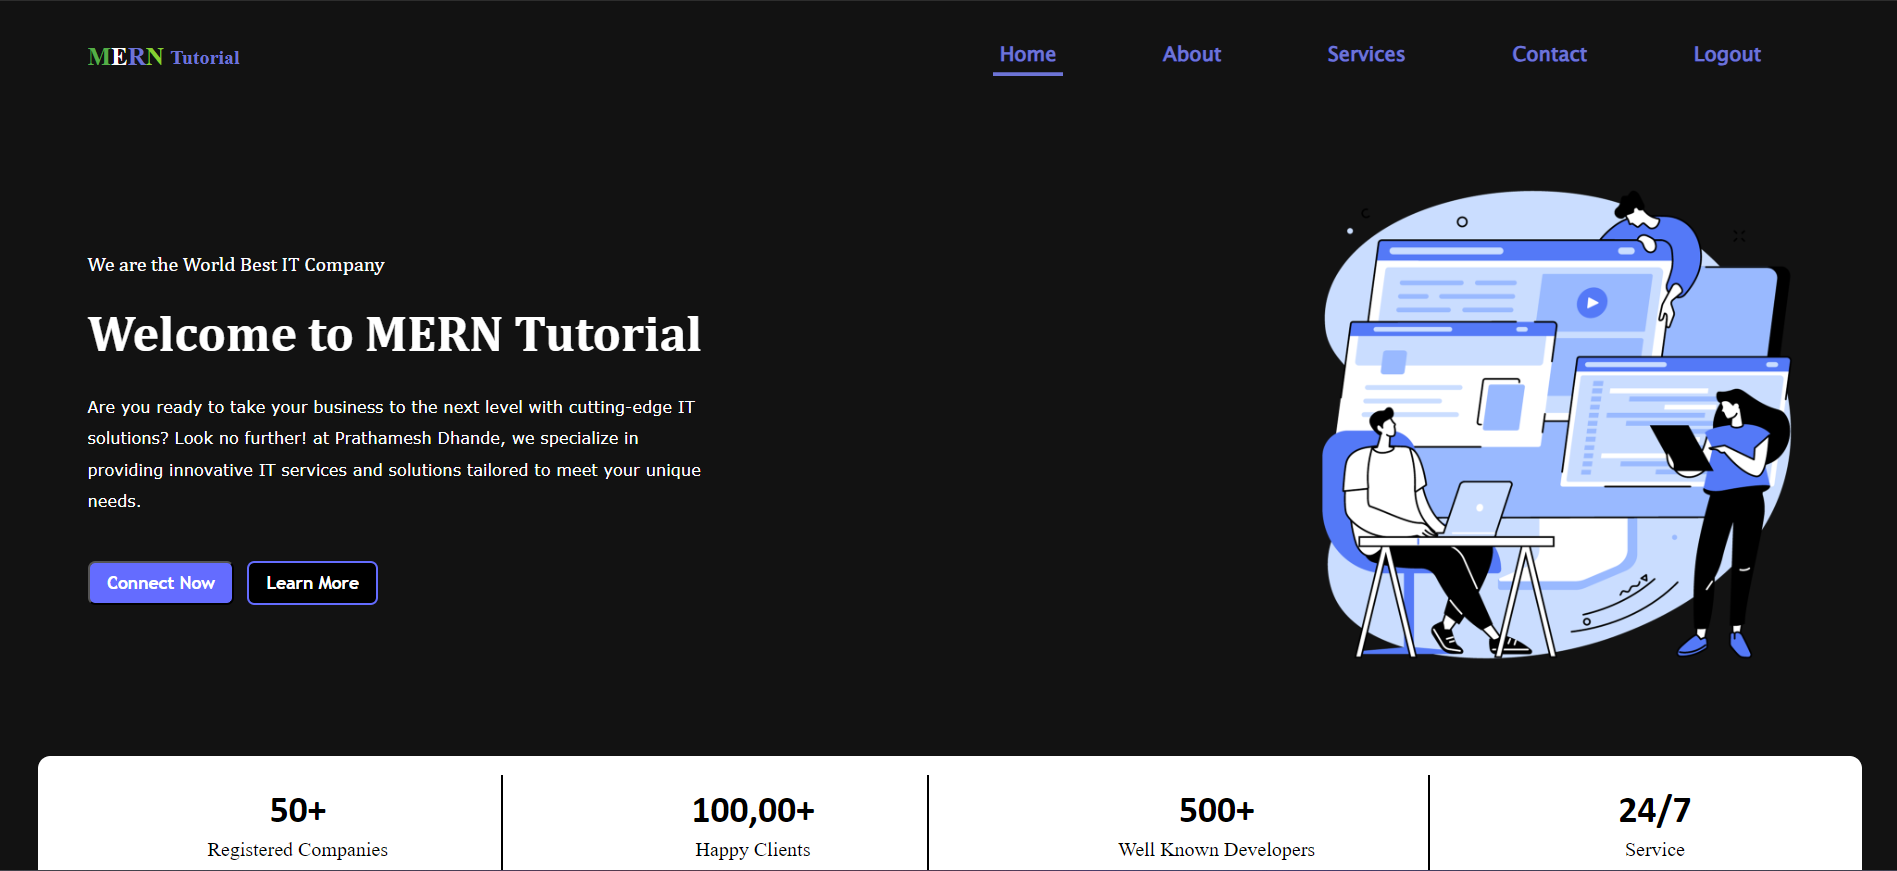 MERN Tutorial
Home About Services Contact Logout
We are the World Best IT Company
Welcome to MERN Tutorial
Are you ready to take your business to the next level with cutting-edge IT
solutions? Look no further! at Prathamesh Dhande, we specialize in
providing innovative IT services and solutions tailored to meet your unique
needs.
Connect Now Learn More
50+ 100,00+ 500+ 24/7
Registered Companies Happy Clients Well Known Developers Service